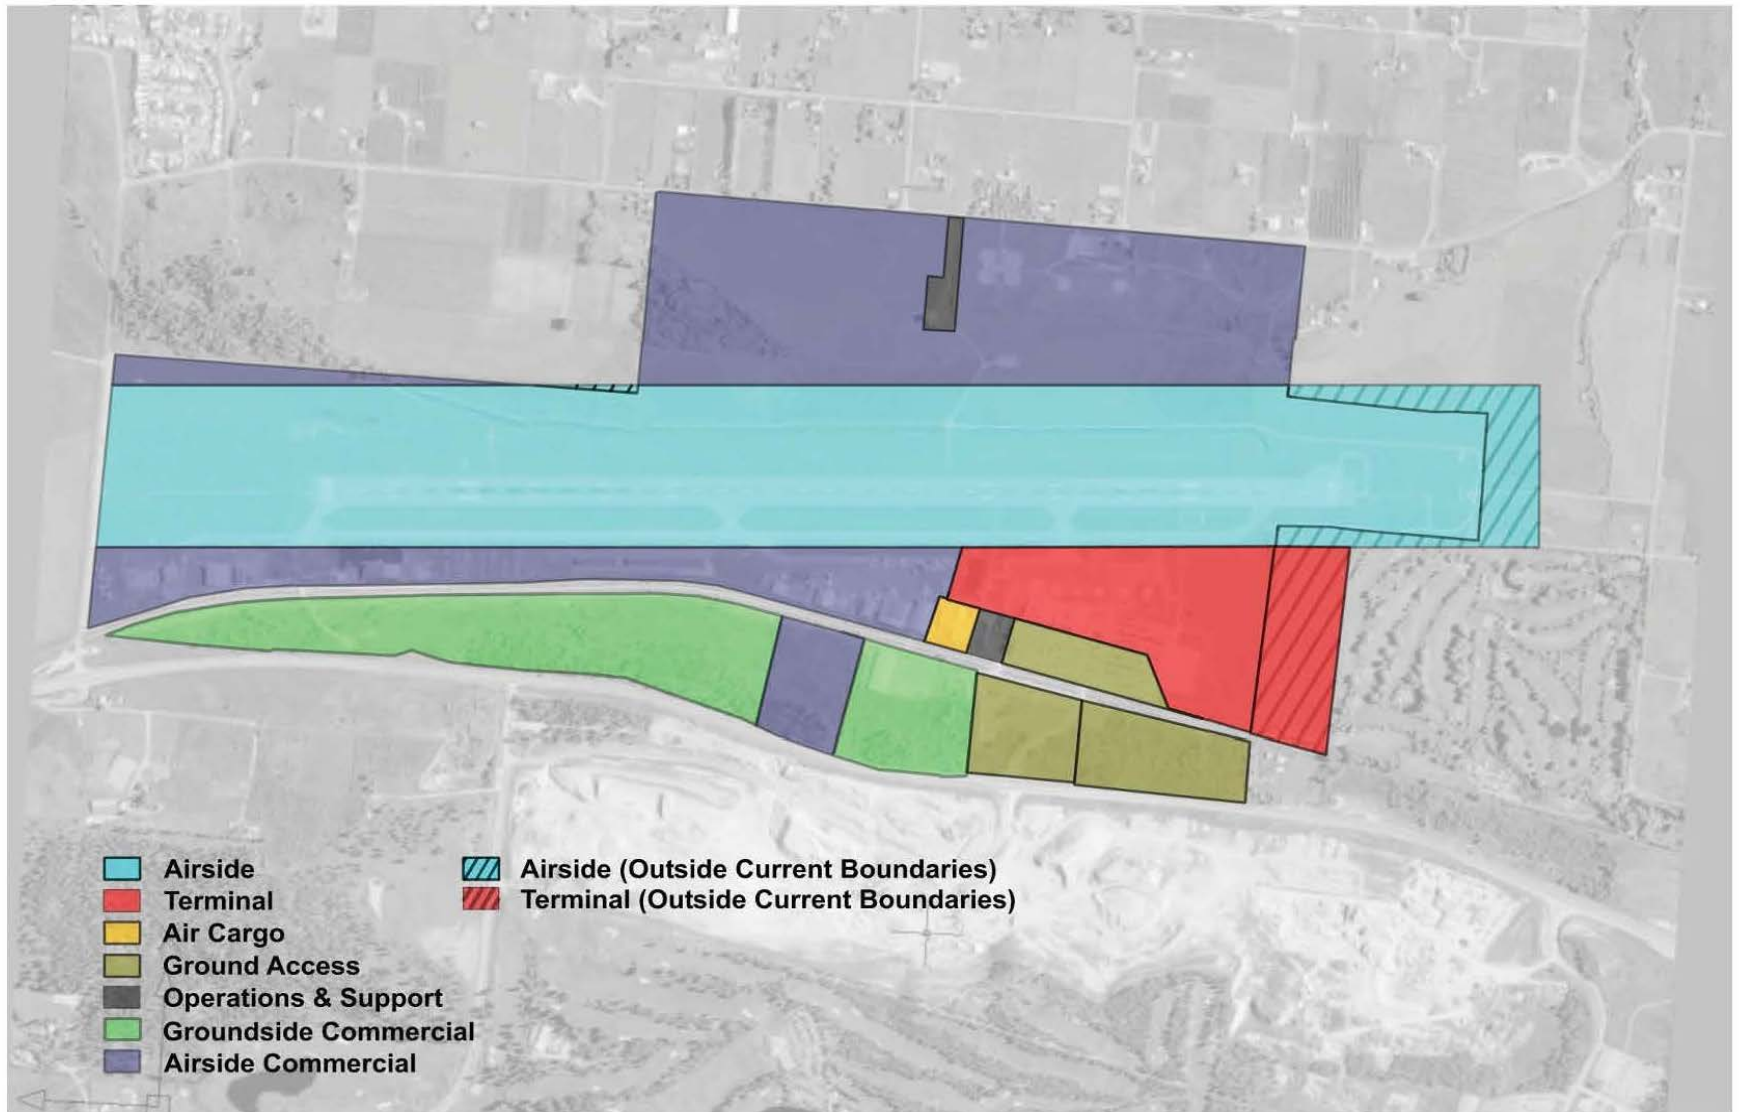 Airside
Terminal
Air Cargo
Ground Access
Operations & Support
Groundside Commercial
Airside Commercial
Airside (Outside Current Boundaries)
Terminal (Outside Current Boundaries)